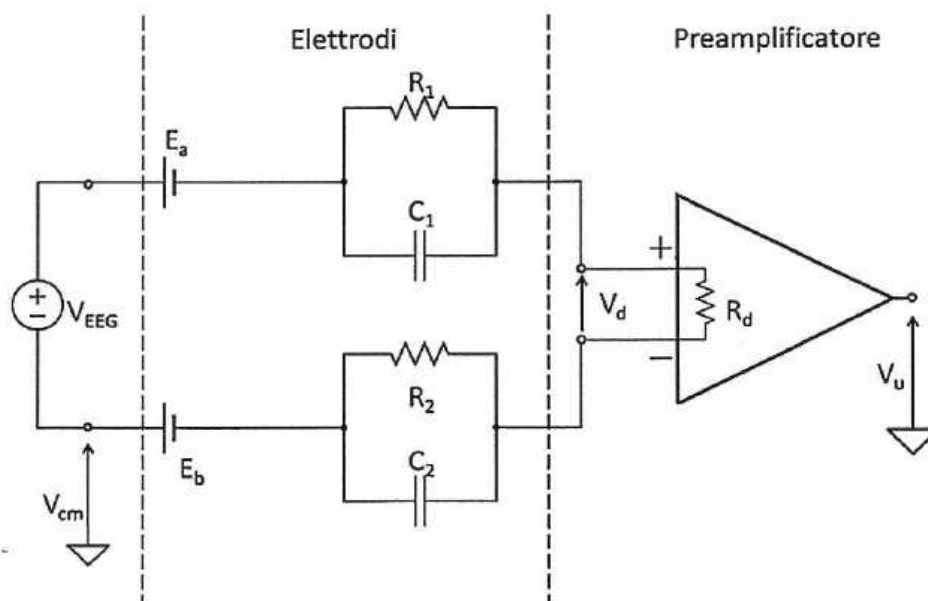 Elettrodi
Preamplificatore
R1
Ea
C1
+
Vd
Rd
−
Vu
+
−
VEEG
R2
Eb
C2
Vcm